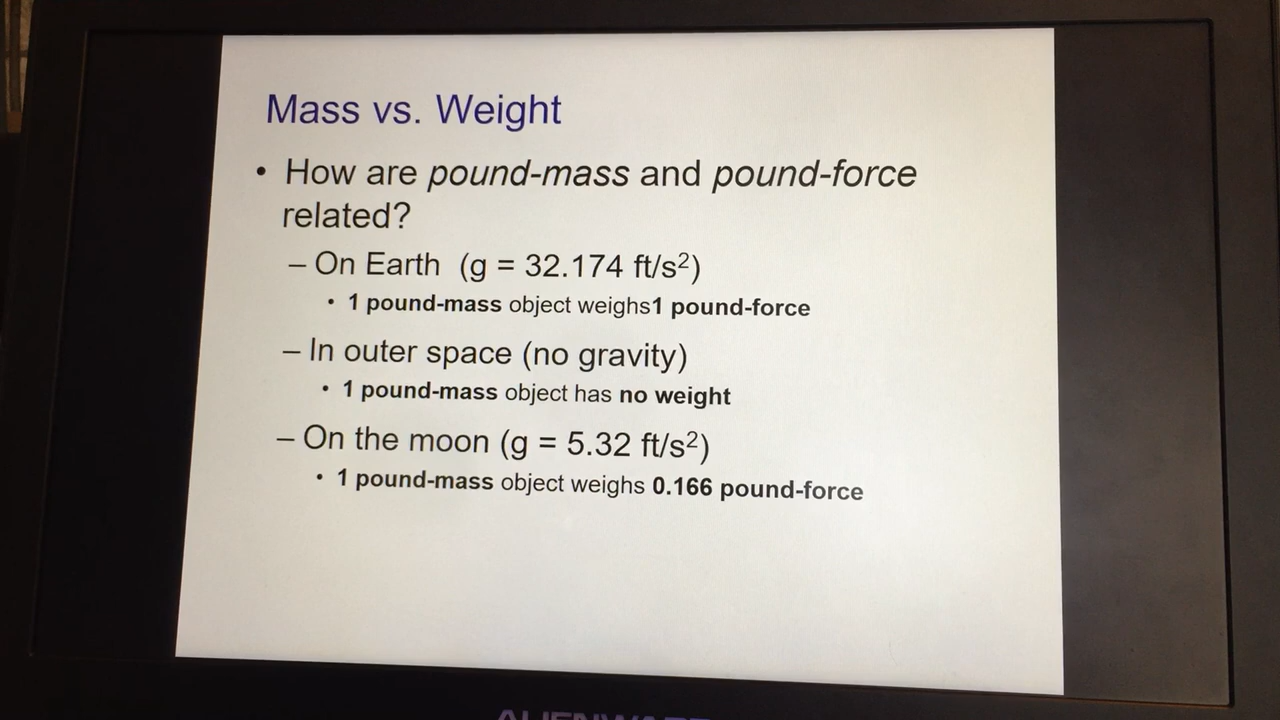 Mass vs. Weight
• How are pound-mass and pound-force
related?
– On Earth (g = 32.174 ft/s²)
• 1 pound-mass object weighs1 pound-force
– In outer space (no gravity)
• 1 pound-mass object has no weight
– On the moon (g = 5.32 ft/s²)
• 1 pound-mass object weighs 0.166 pound-force
ALIENWARE